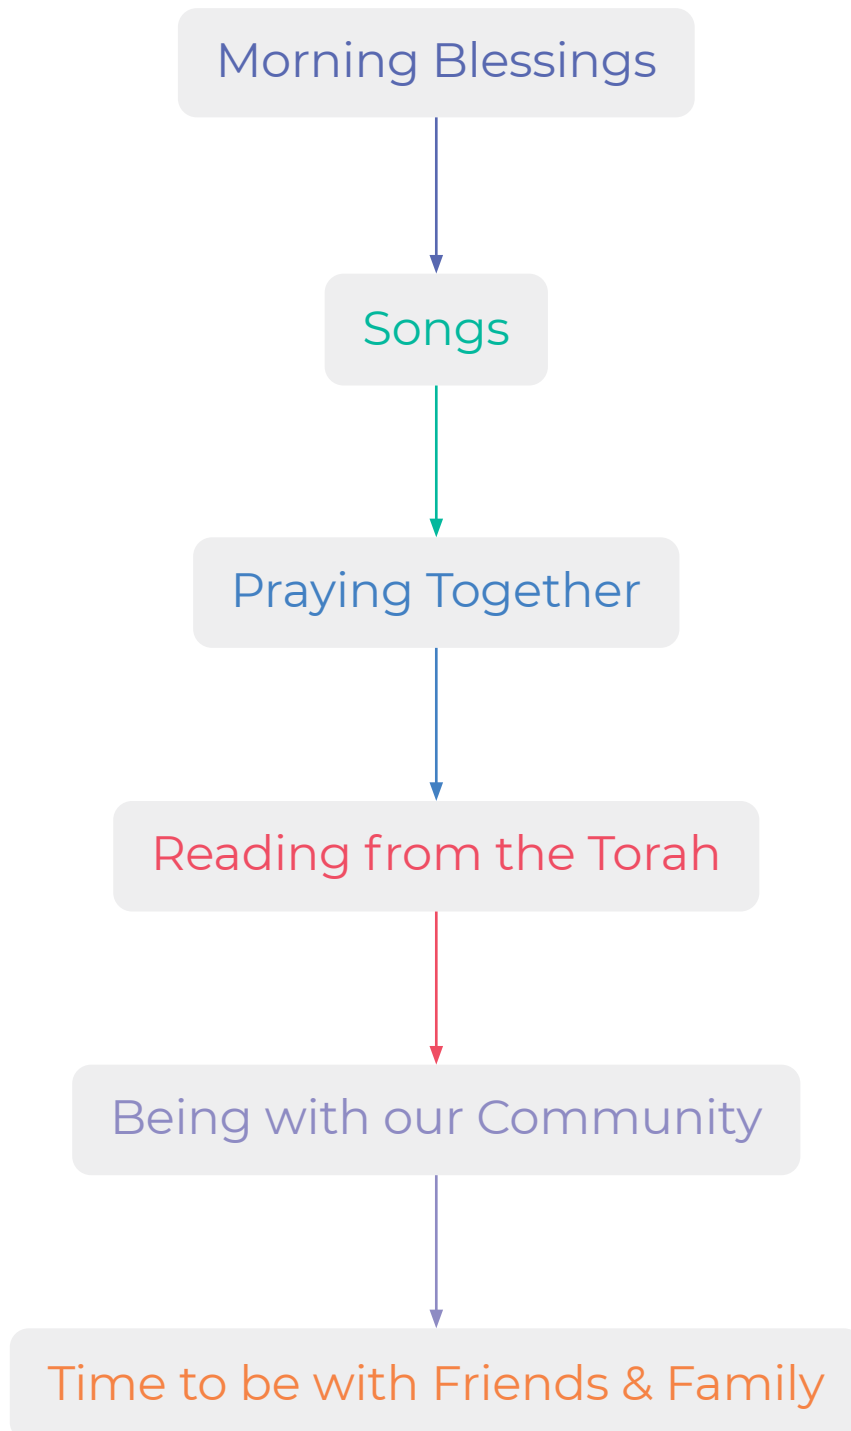 Morning Blessings
Songs
Praying Together
Reading from the Torah
Being with our Community
Time to be with Friends & Family